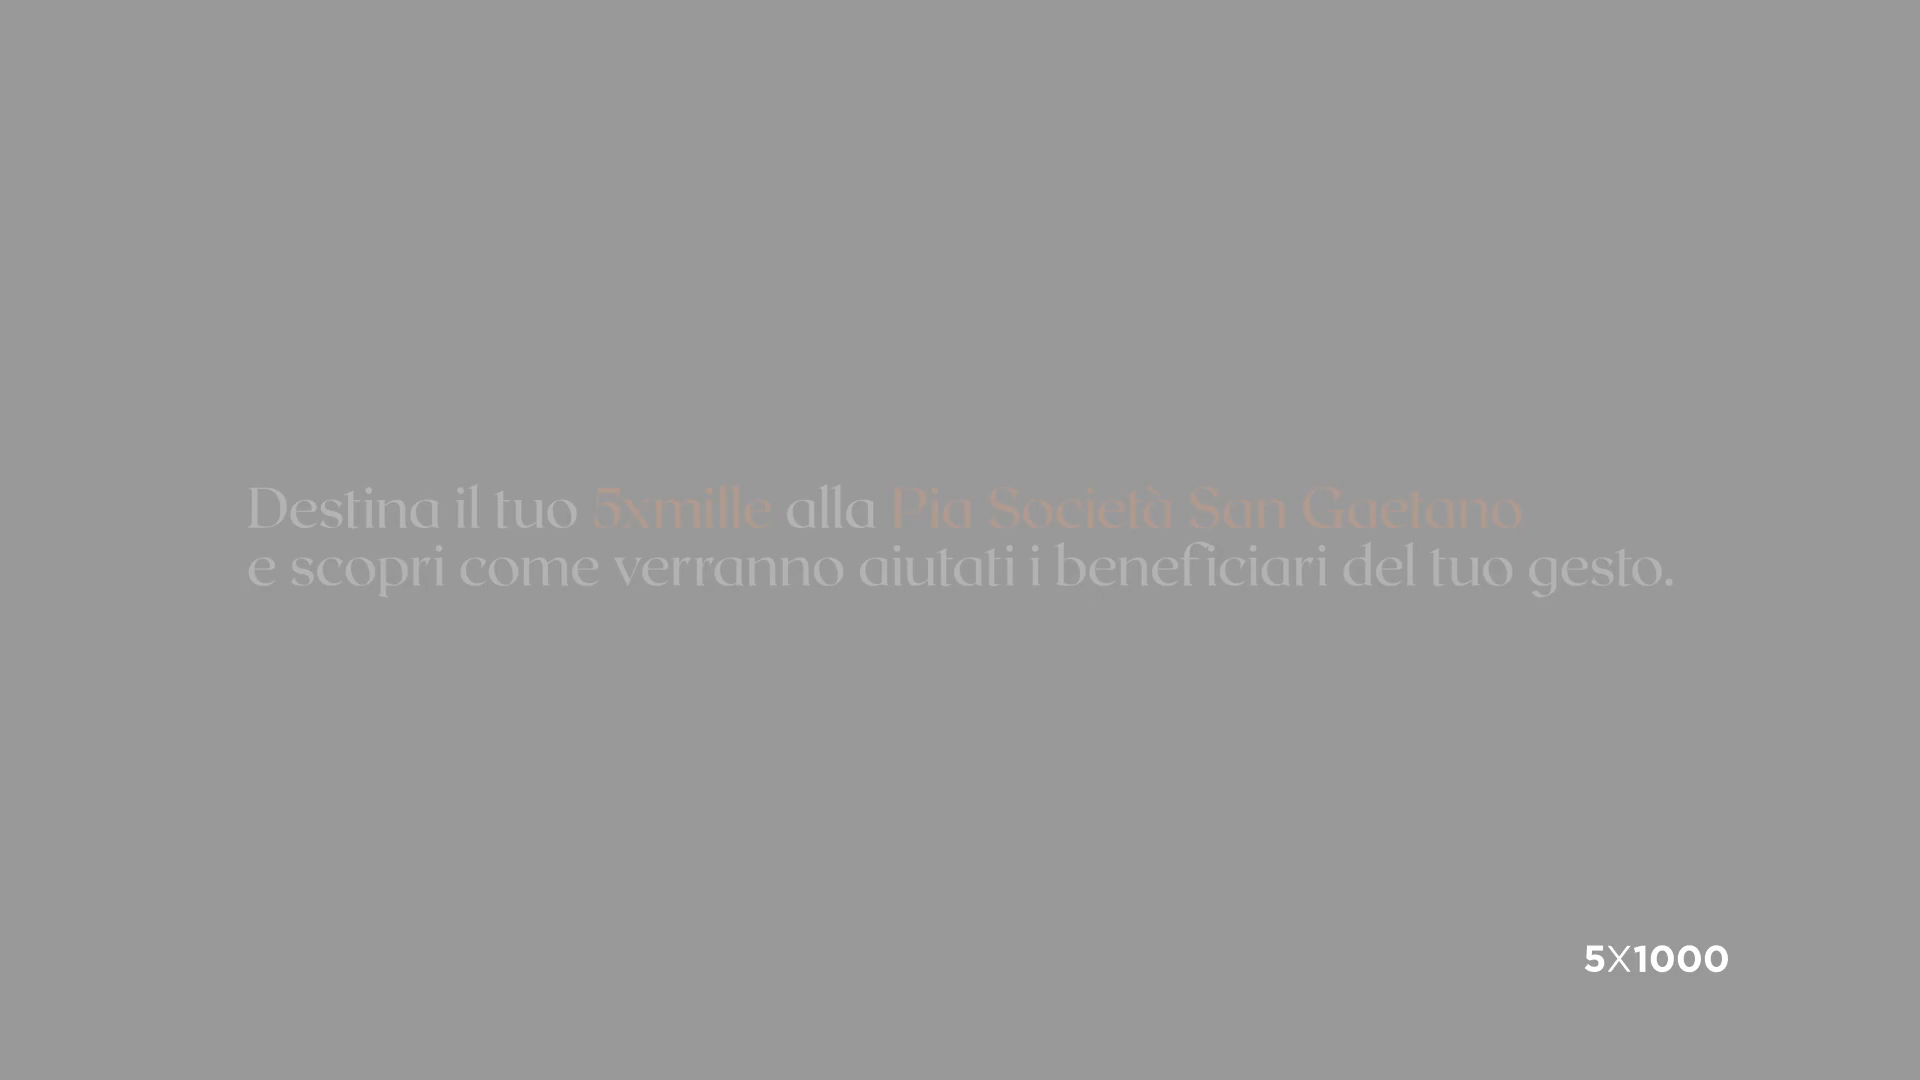 Destina il tuo 5xmille alla Pia Società San Gaetano
e scopri come verranno aiutati i beneficiari del tuo gesto.
5X1000